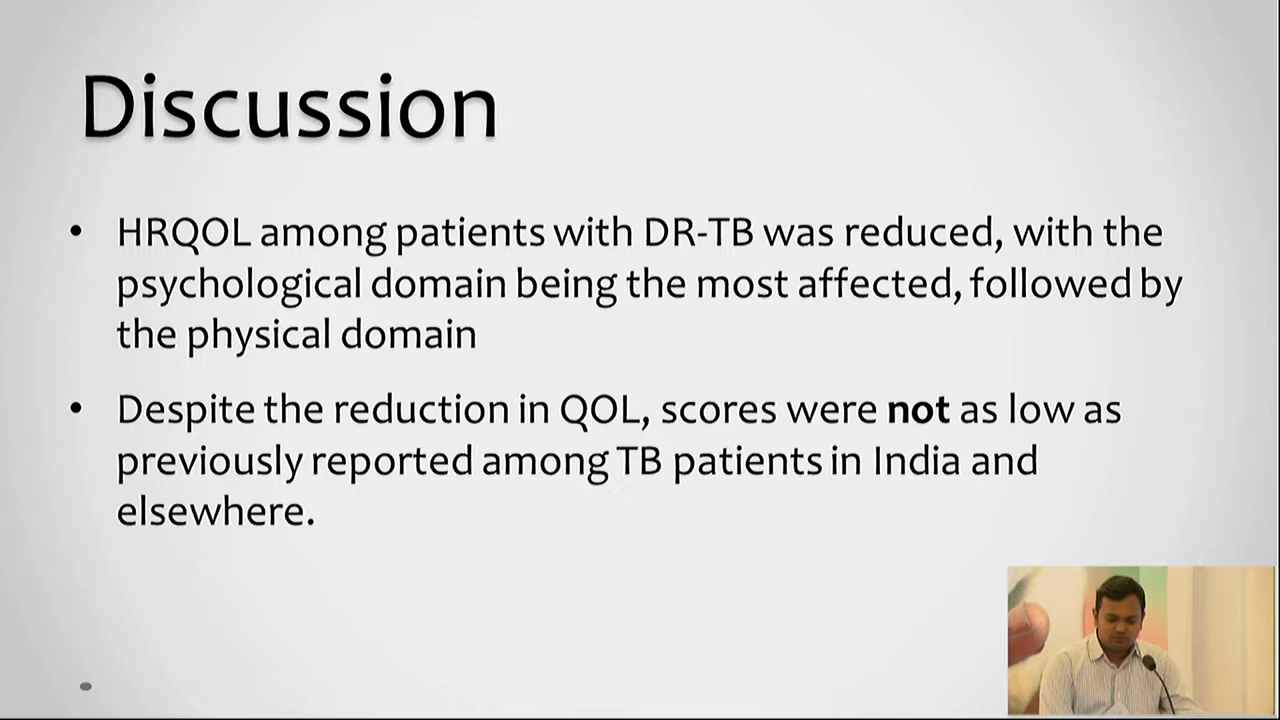 Discussion
• HRQOL among patients with DR-TB was reduced, with the
psychological domain being the most affected, followed by
the physical domain
• Despite the reduction in QOL, scores were not as low as
previously reported among TB patients in India and
elsewhere.